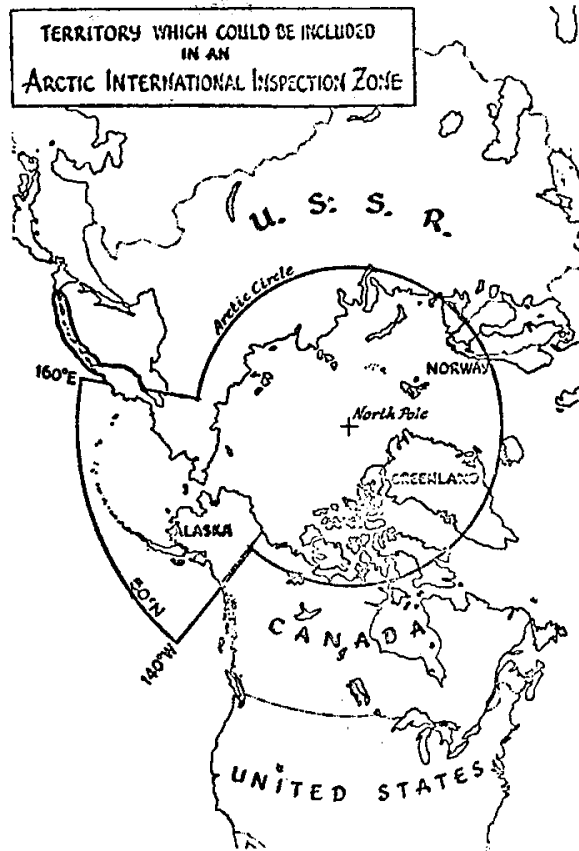 TERRITORY WHICH COULD BE INCLUDED
IN AN
ARCTIC INTERNATIONAL INSPECTION ZONE
U. S. S. R.
Arctic Circle
NORWAY
160°E
North Pole
GREENLAND
ALASKA
50°N
CANADA
140°W
UNITED STATES